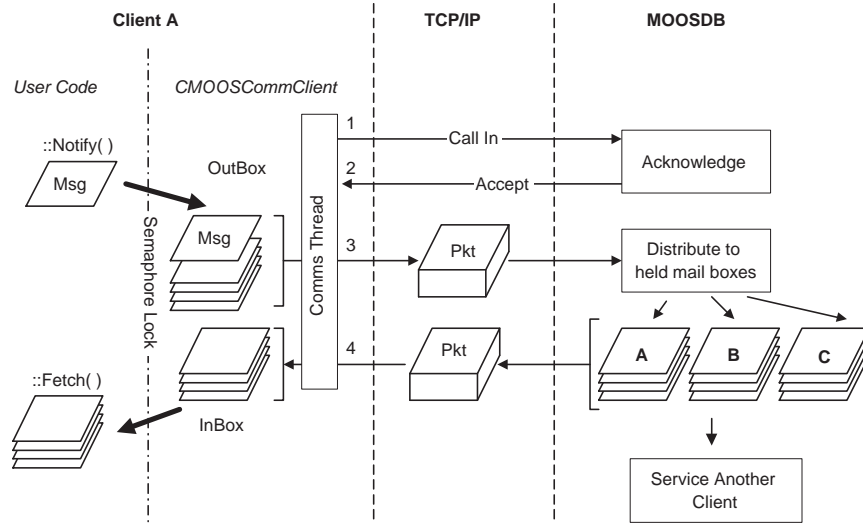 Client A
TCP/IP
MOOSDB
User Code
CMOOSCommClient
::Notify( )
Msg
OutBox
Msg
Semaphore Lock
Comms Thread
1
Call In
Acknowledge
2
Accept
3
Pkt
Distribute to
held mail boxes
4
Pkt
A
B
C
::Fetch( )
InBox
Service Another
Client